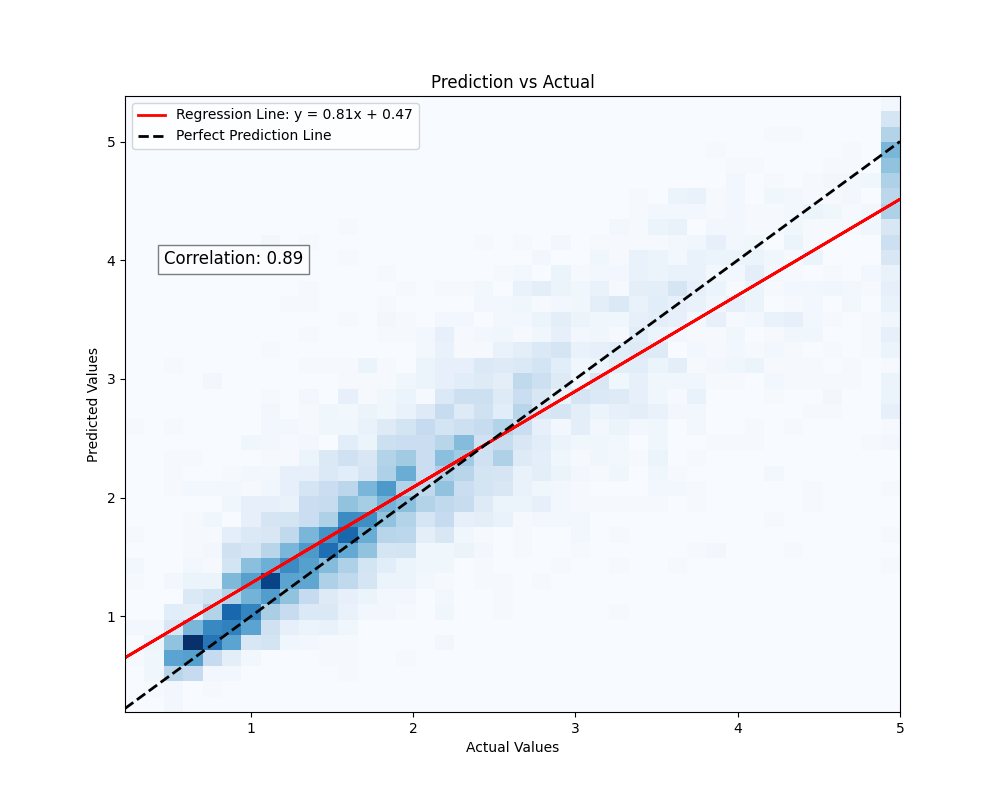 Prediction vs Actual
Regression Line: y = 0.81x + 0.47
Perfect Prediction Line
Correlation: 0.89
5
4
3
2
1
Predicted Values
1 2 3 4 5
Actual Values